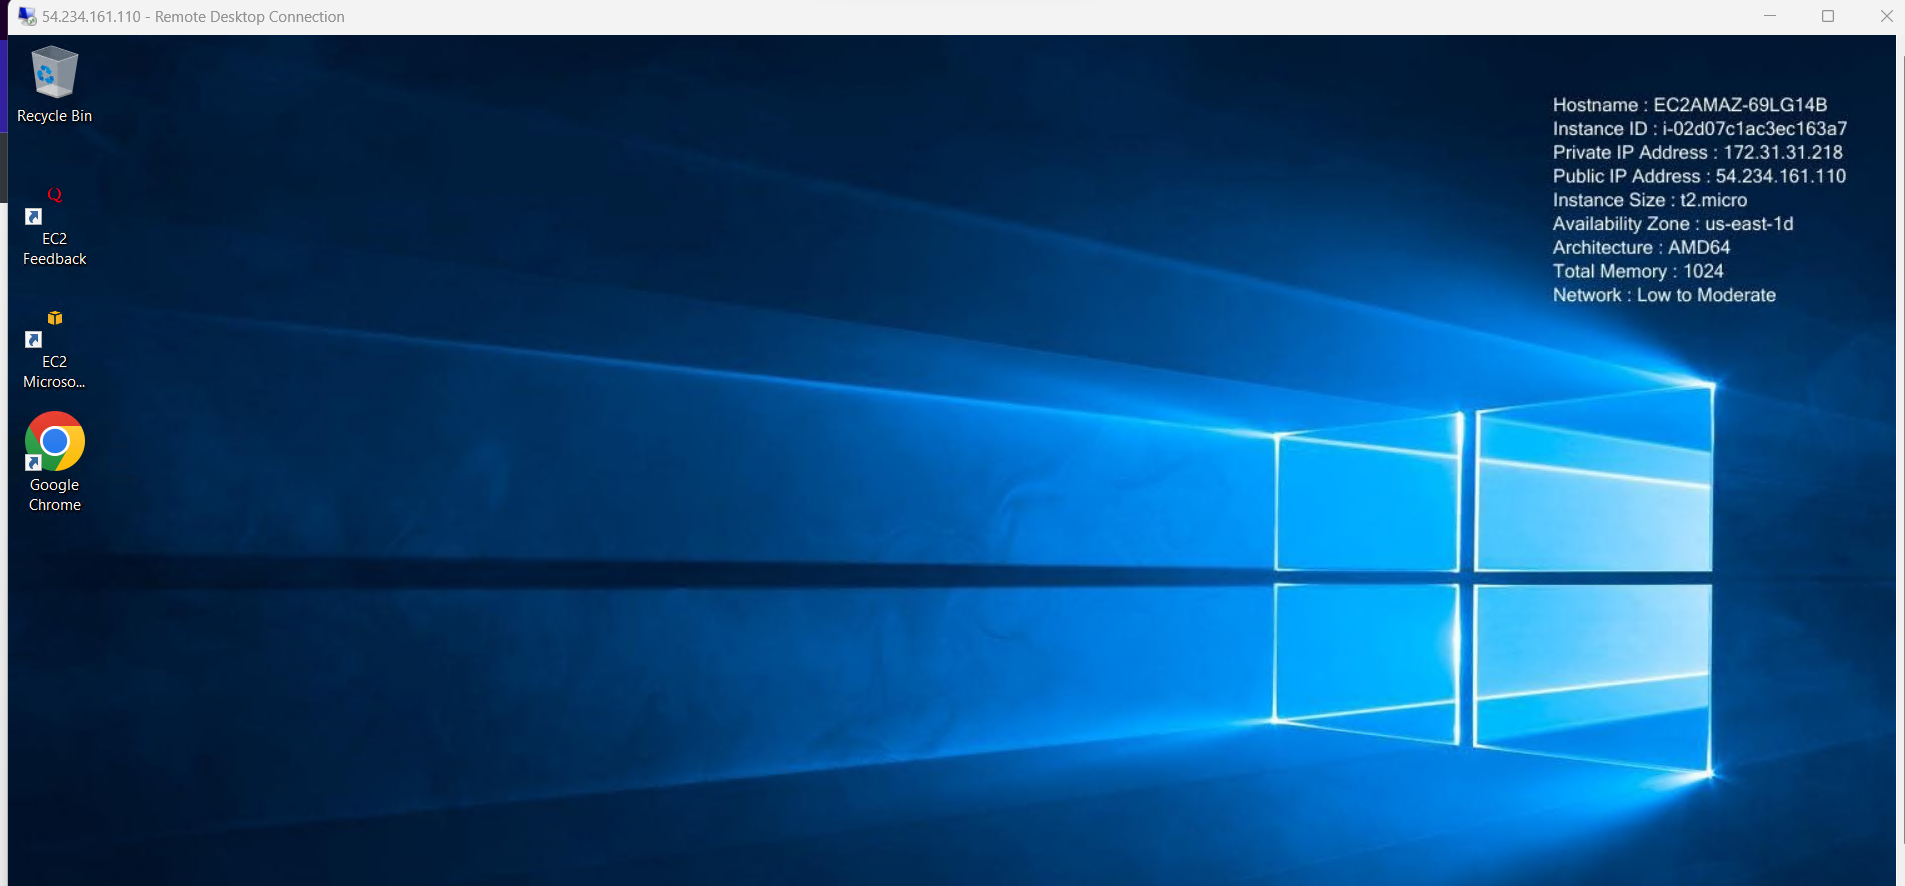 54.234.161.110 - Remote Desktop Connection
Recycle Bin
EC2
Feedback
EC2
Microso...
Google
Chrome
Hostname : EC2AMAZ-69LG14B
Instance ID : i-02d07c1ac3ec163a7
Private IP Address : 172.31.31.218
Public IP Address : 54.234.161.110
Instance Size : t2.micro
Availability Zone : us-east-1d
Architecture : AMD64
Total Memory : 1024
Network : Low to Moderate